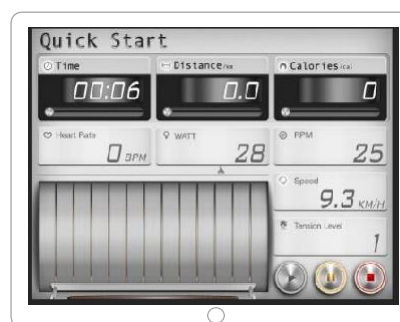 Quick Start
Time Distance/km Calories/cal
00:06 0.0 0
Heart Rate WATT RPM
0 BPM 28 25
Speed
9.3 KM/H
Tension Level
1